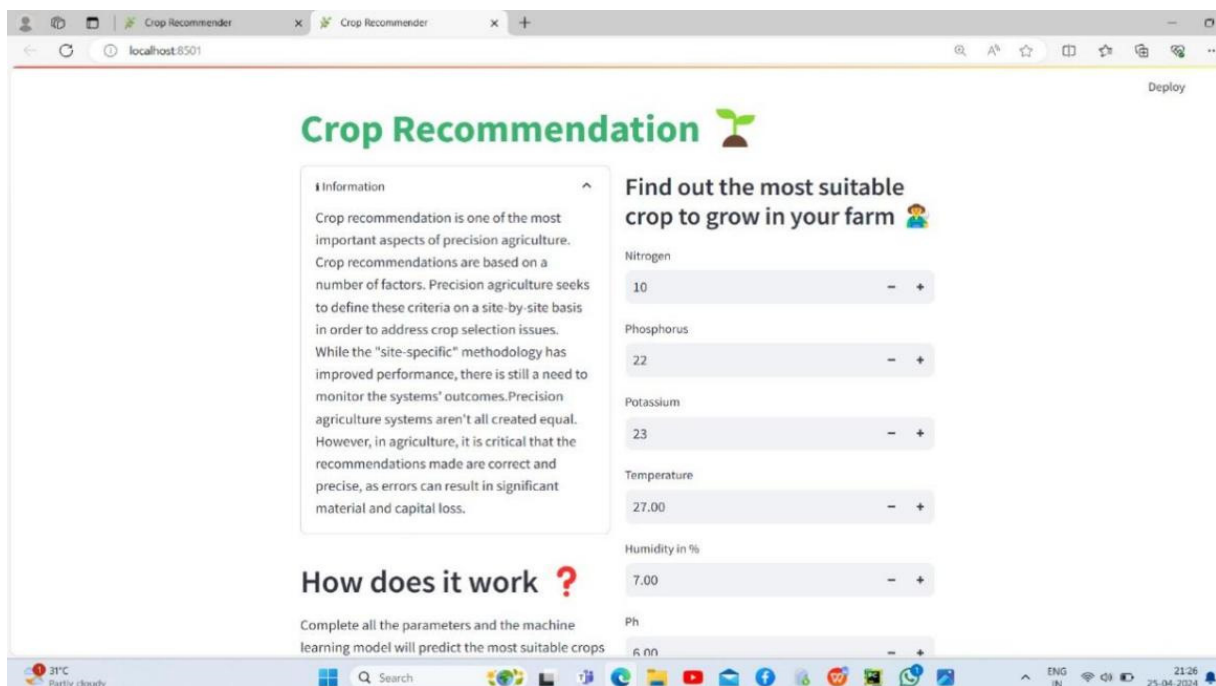 Crop Recommender
Crop Recommender
localhost:8501
Deploy
Crop Recommendation
Information
Crop recommendation is one of the most
important aspects of precision agriculture.
Crop recommendations are based on a
number of factors. Precision agriculture seeks
to define these criteria on a site-by-site basis
in order to address crop selection issues.
While the "site-specific" methodology has
improved performance, there is still a need to
monitor the systems' outcomes.Precision
agriculture systems aren't all created equal.
However, in agriculture, it is critical that the
recommendations made are correct and
precise, as errors can result in significant
material and capital loss.
How does it work ❓
Complete all the parameters and the machine
learning model will predict the most suitable crops
Find out the most suitable
crop to grow in your farm
Nitrogen
10
Phosphorus
22
Potassium
23
Temperature
27.00
Humidity in %
7.00
Ph
6.00
1
31°C
Partly cloudy
Search
ENG
IN
21:26
25-04-2024